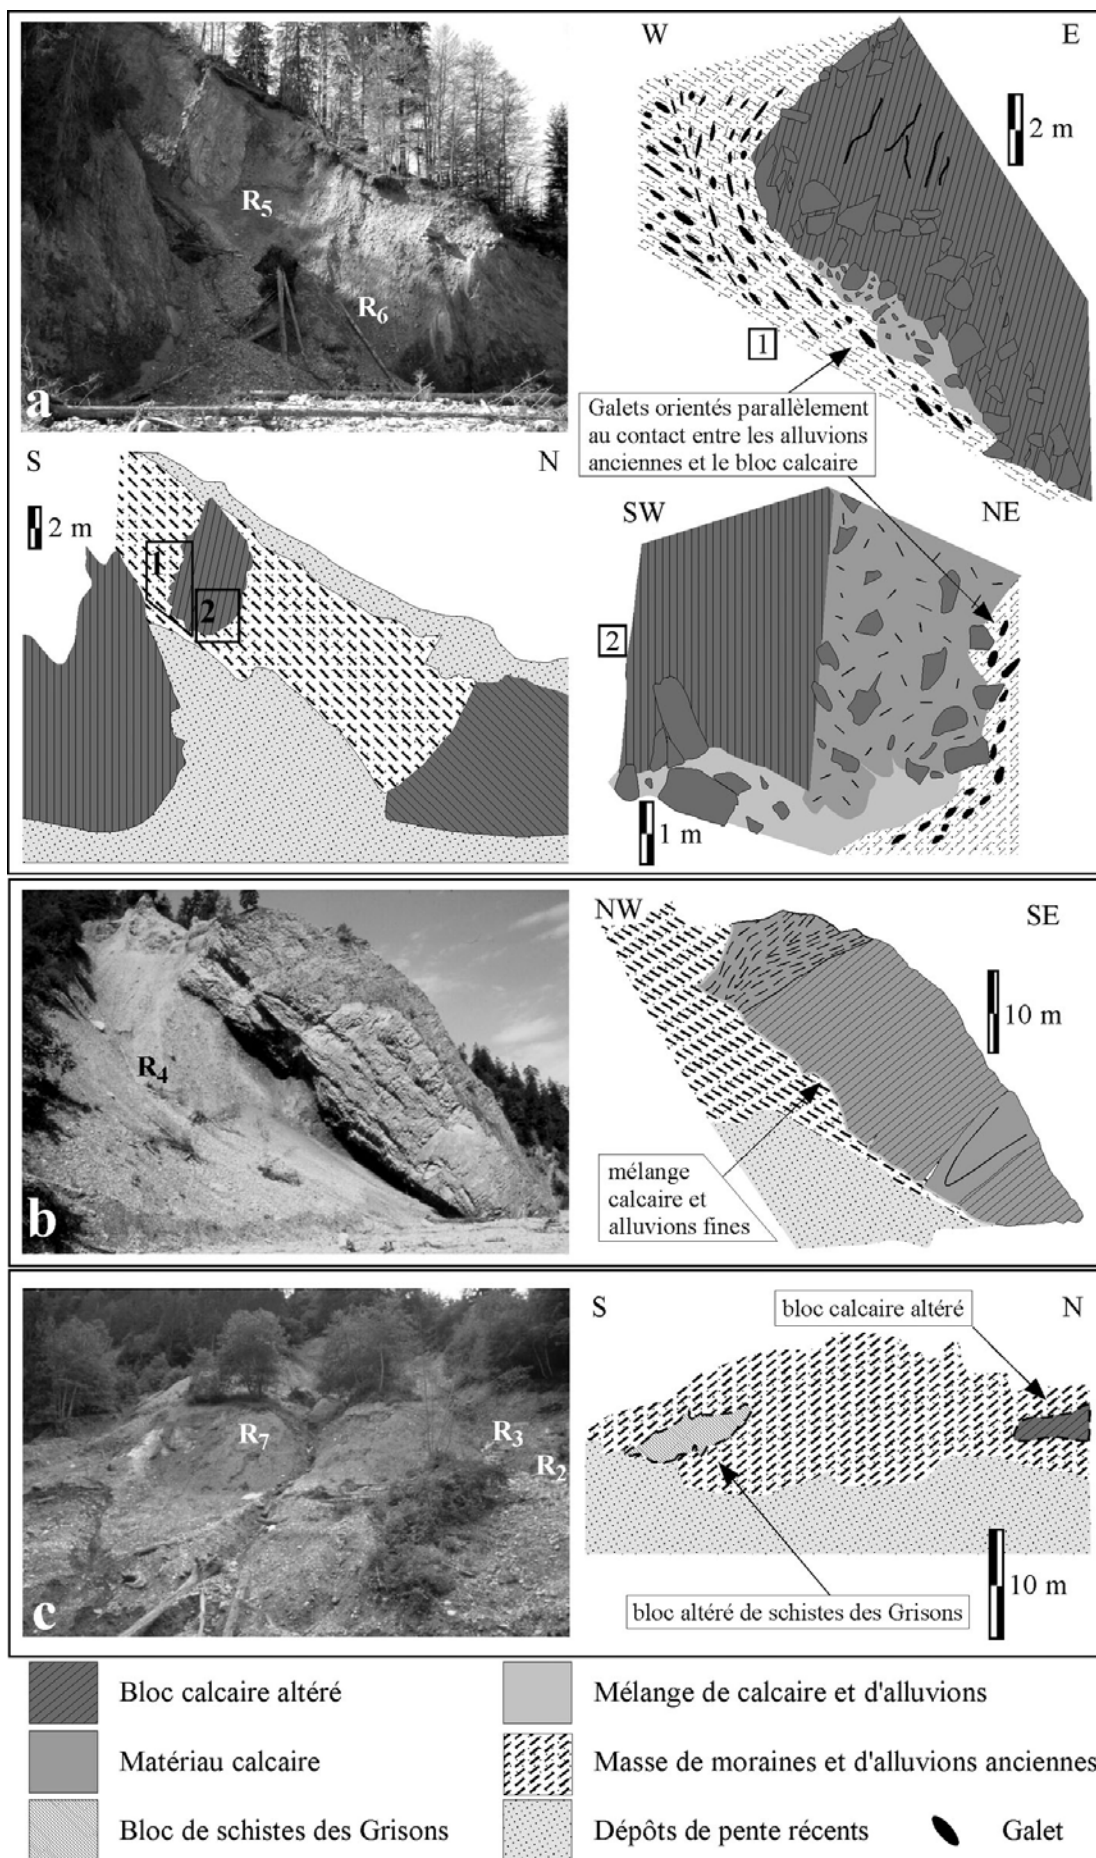 W
E
2 m
R5
R6
a
1
Galets orientés parallèlement
au contact entre les alluvions
anciennes et le bloc calcaire
S
N
2 m
1
2
SW
NE
2
1 m
NW
SE
10 m
R4
mélange
calcaire et
alluvions fines
b
S
N
bloc calcaire altéré
R7
R3
R2
10 m
bloc altéré de schistes des Grisons
c
Bloc calcaire altéré
Mélange de calcaire et d'alluvions
Matériau calcaire
Masse de moraines et d'alluvions anciennes
Bloc de schistes des Grisons
Dépôts de pente récents
Galet